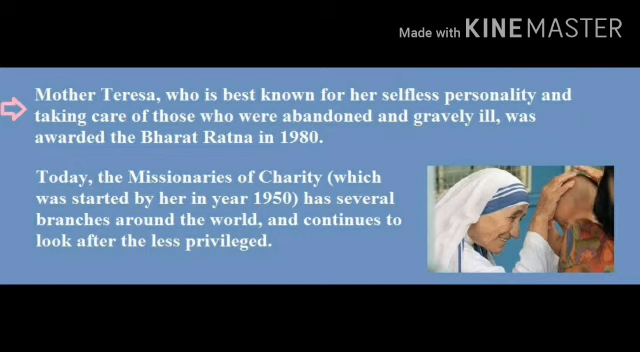 Made with KINEMASTER
Mother Teresa, who is best known for her selfless personality and
taking care of those who were abandoned and gravely ill, was
awarded the Bharat Ratna in 1980.
Today, the Missionaries of Charity (which
was started by her in year 1950) has several
branches around the world, and continues to
look after the less privileged.